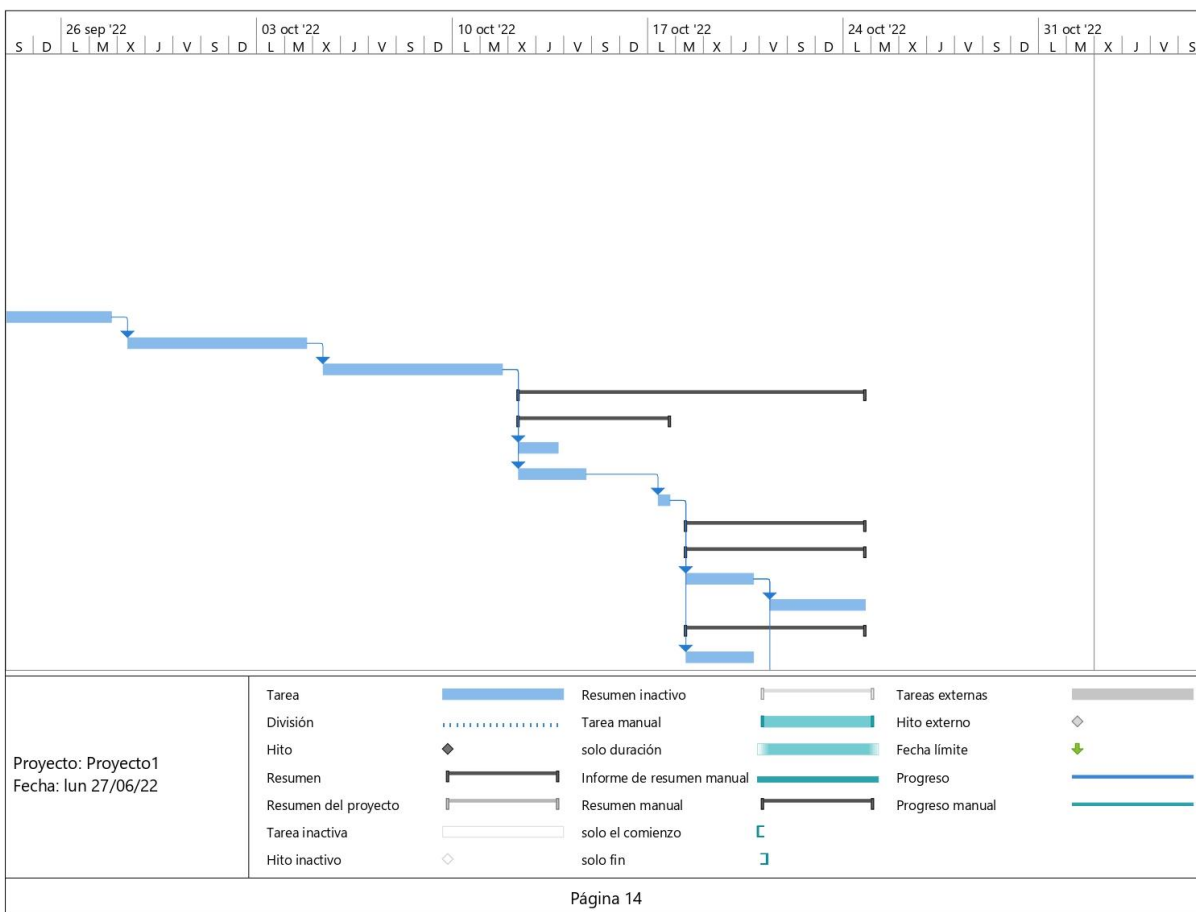 26 sep '22 03 oct '22 10 oct '22 17 oct '22 24 oct '22 31 oct '22
S D L M X J V S D L M X J V S D L M X J V S D L M X J V S D L M X J V S D L M X J V S
Tarea Resumen inactivo Tareas externas
División Tarea manual Hito externo
Hito solo duración Fecha límite
Resumen Informe de resumen manual Progreso
Resumen del proyecto Resumen manual Progreso manual
Tarea inactiva solo el comienzo
Hito inactivo solo fin
Proyecto: Proyecto1
Fecha: lun 27/06/22
Página 14